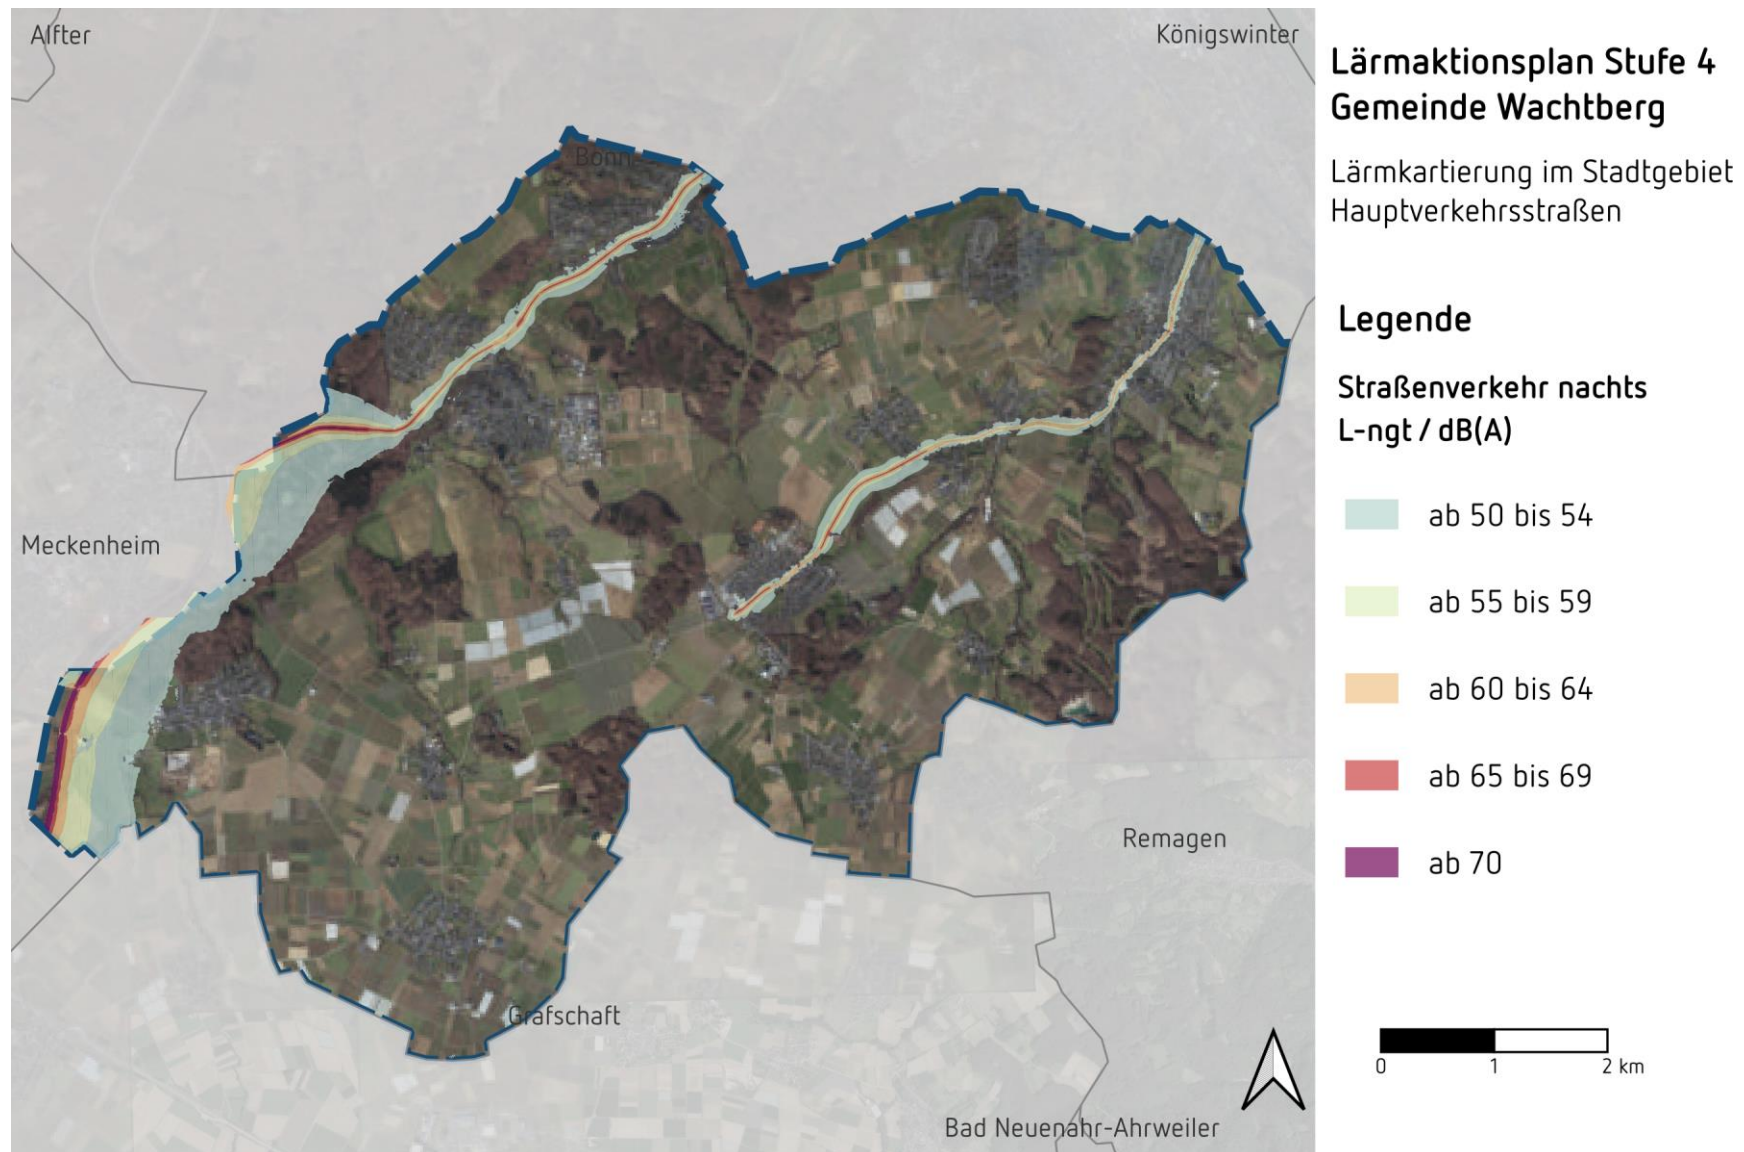 Alfter
Königswinter
Bonn
Meckenheim
Remagen
Grafschaft
Bad Neuenahr-Ahrweiler
Lärmaktionsplan Stufe 4
Gemeinde Wachtberg
Lärmkartierung im Stadtgebiet
Hauptverkehrsstraßen
Legende
Straßenverkehr nachts
L-ngt / dB(A)
ab 50 bis 54
ab 55 bis 59
ab 60 bis 64
ab 65 bis 69
ab 70
0 1 2 km